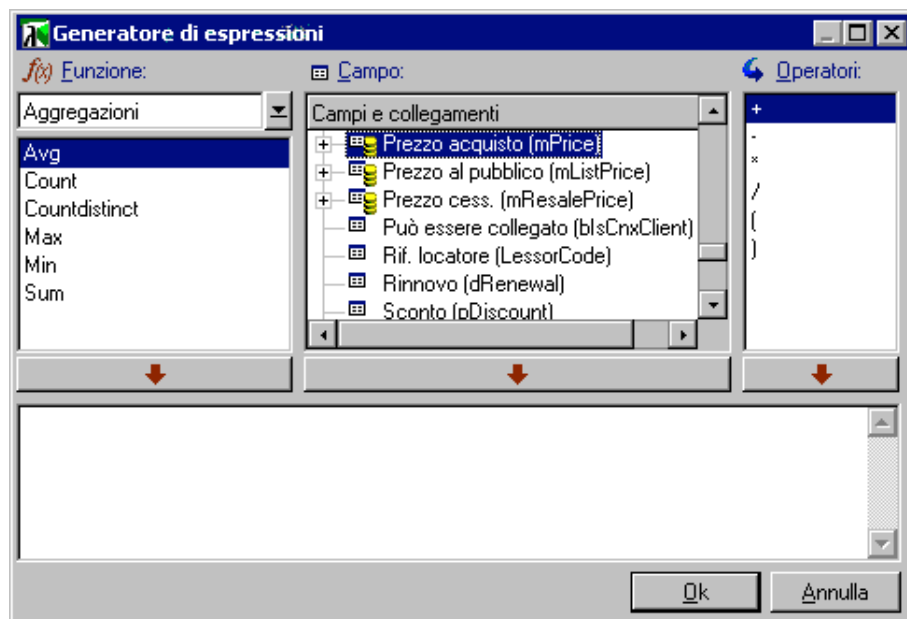 Generatore di espressioni
f(x) Funzione:
Campo:
Operatori:
Aggregazioni
Avg
Count
Countdistinct
Max
Min
Sum
Campi e collegamenti
Prezzo acquisto (mPrice)
Prezzo al pubblico (mListPrice)
Prezzo cess. (mResalePrice)
Può essere collegato (bIsCnxClient)
Rif. locatore (LessorCode)
Rinnovo (dRenewal)
Sconto (pDiscount)
+
-
*
/
(
)
Ok
Annulla